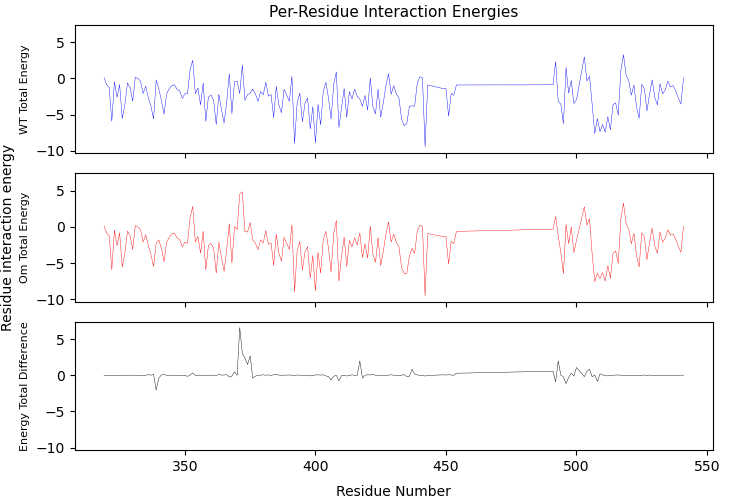 Per-Residue Interaction Energies
5
0
−5
−10
WT Total Energy
5
0
−5
−10
Om Total Energy
Residue interaction energy
5
0
−5
−10
Energy Total Difference
350
400
450
500
550
Residue Number